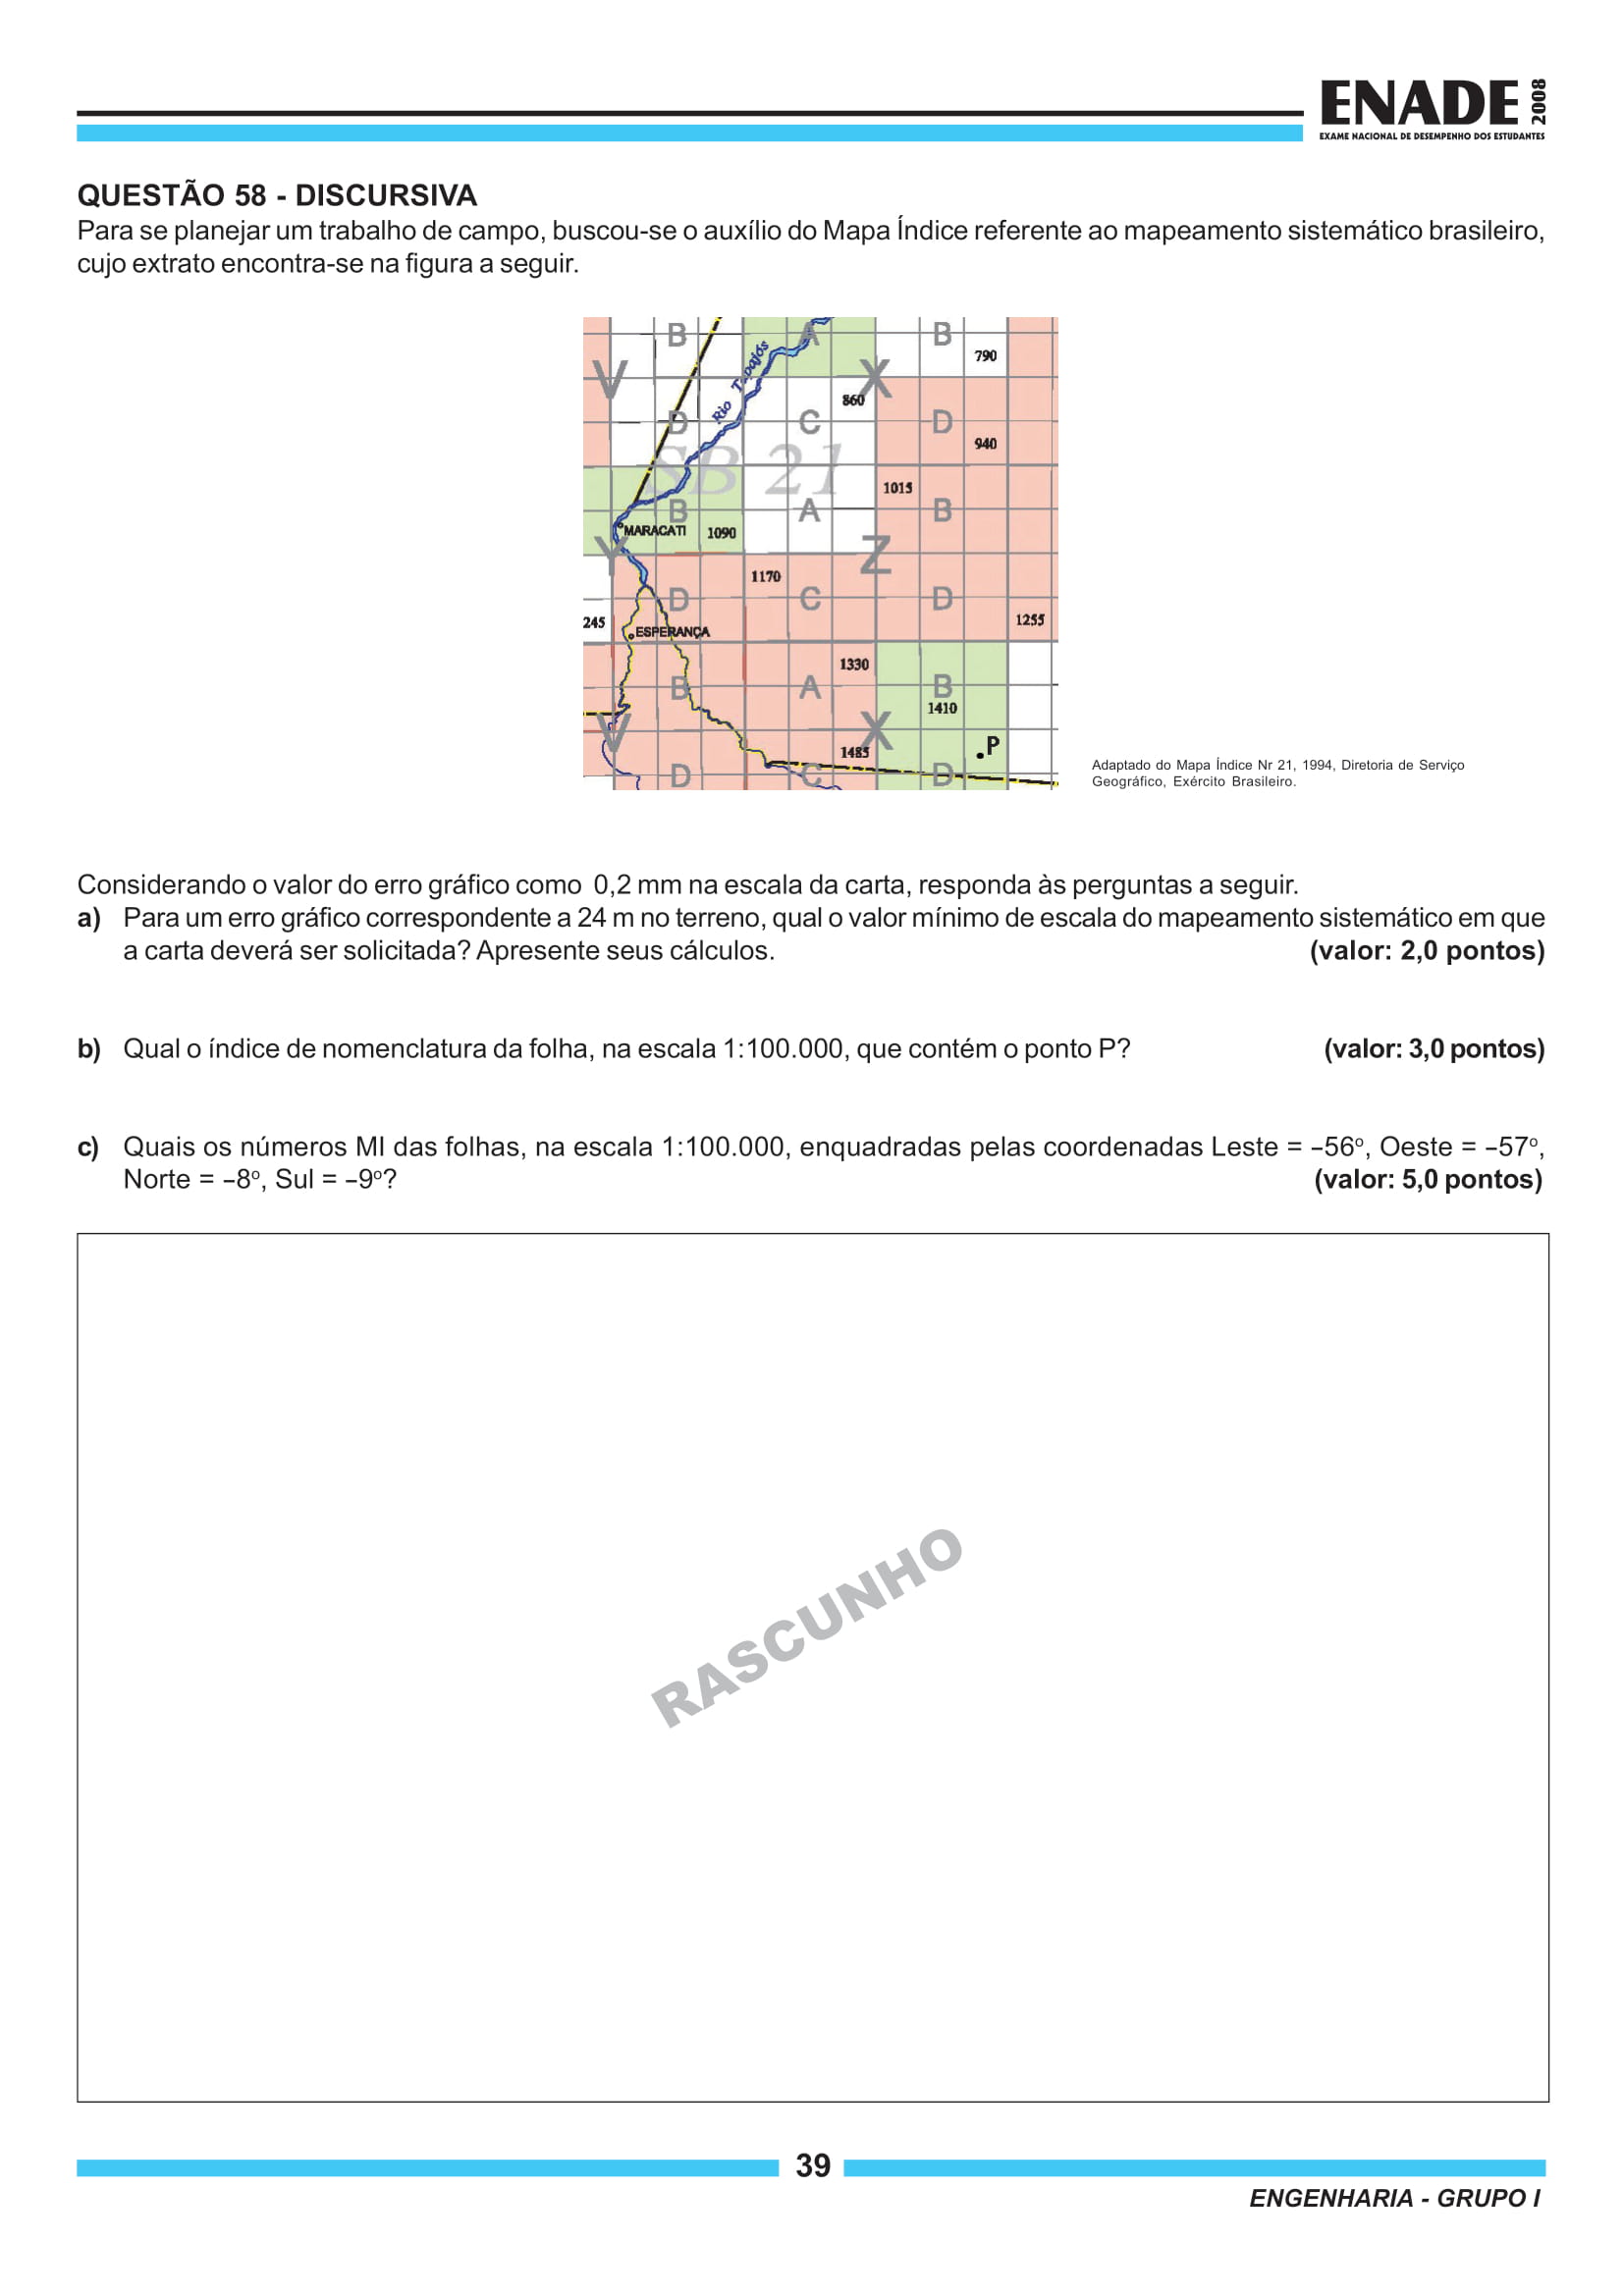 ENADE 2008
EXAME NACIONAL DE DESEMPENHO DOS ESTUDANTES
QUESTÃO 58 - DISCURSIVA
Para se planejar um trabalho de campo, buscou-se o auxílio do Mapa Índice referente ao mapeamento sistemático brasileiro,
cujo extrato encontra-se na figura a seguir.
B A B
790
V Rio Tapajós X
860
D C D
940
SB 21
1015
B A B
MARACATI 1090
Y Z
1170
D C D
245 1255
ESPERANÇA
1330
B A B
1410
V X .P
1485
D C D
Adaptado do Mapa Índice Nr 21, 1994, Diretoria de Serviço
Geográfico, Exército Brasileiro.
Considerando o valor do erro gráfico como 0,2 mm na escala da carta, responda às perguntas a seguir.
a) Para um erro gráfico correspondente a 24 m no terreno, qual o valor mínimo de escala do mapeamento sistemático em que
a carta deverá ser solicitada? Apresente seus cálculos. (valor: 2,0 pontos)
b) Qual o índice de nomenclatura da folha, na escala 1:100.000, que contém o ponto P? (valor: 3,0 pontos)
c) Quais os números MI das folhas, na escala 1:100.000, enquadradas pelas coordenadas Leste = –56º, Oeste = –57º,
Norte = –8º, Sul = –9º? (valor: 5,0 pontos)
RASCUNHO
39
ENGENHARIA - GRUPO I